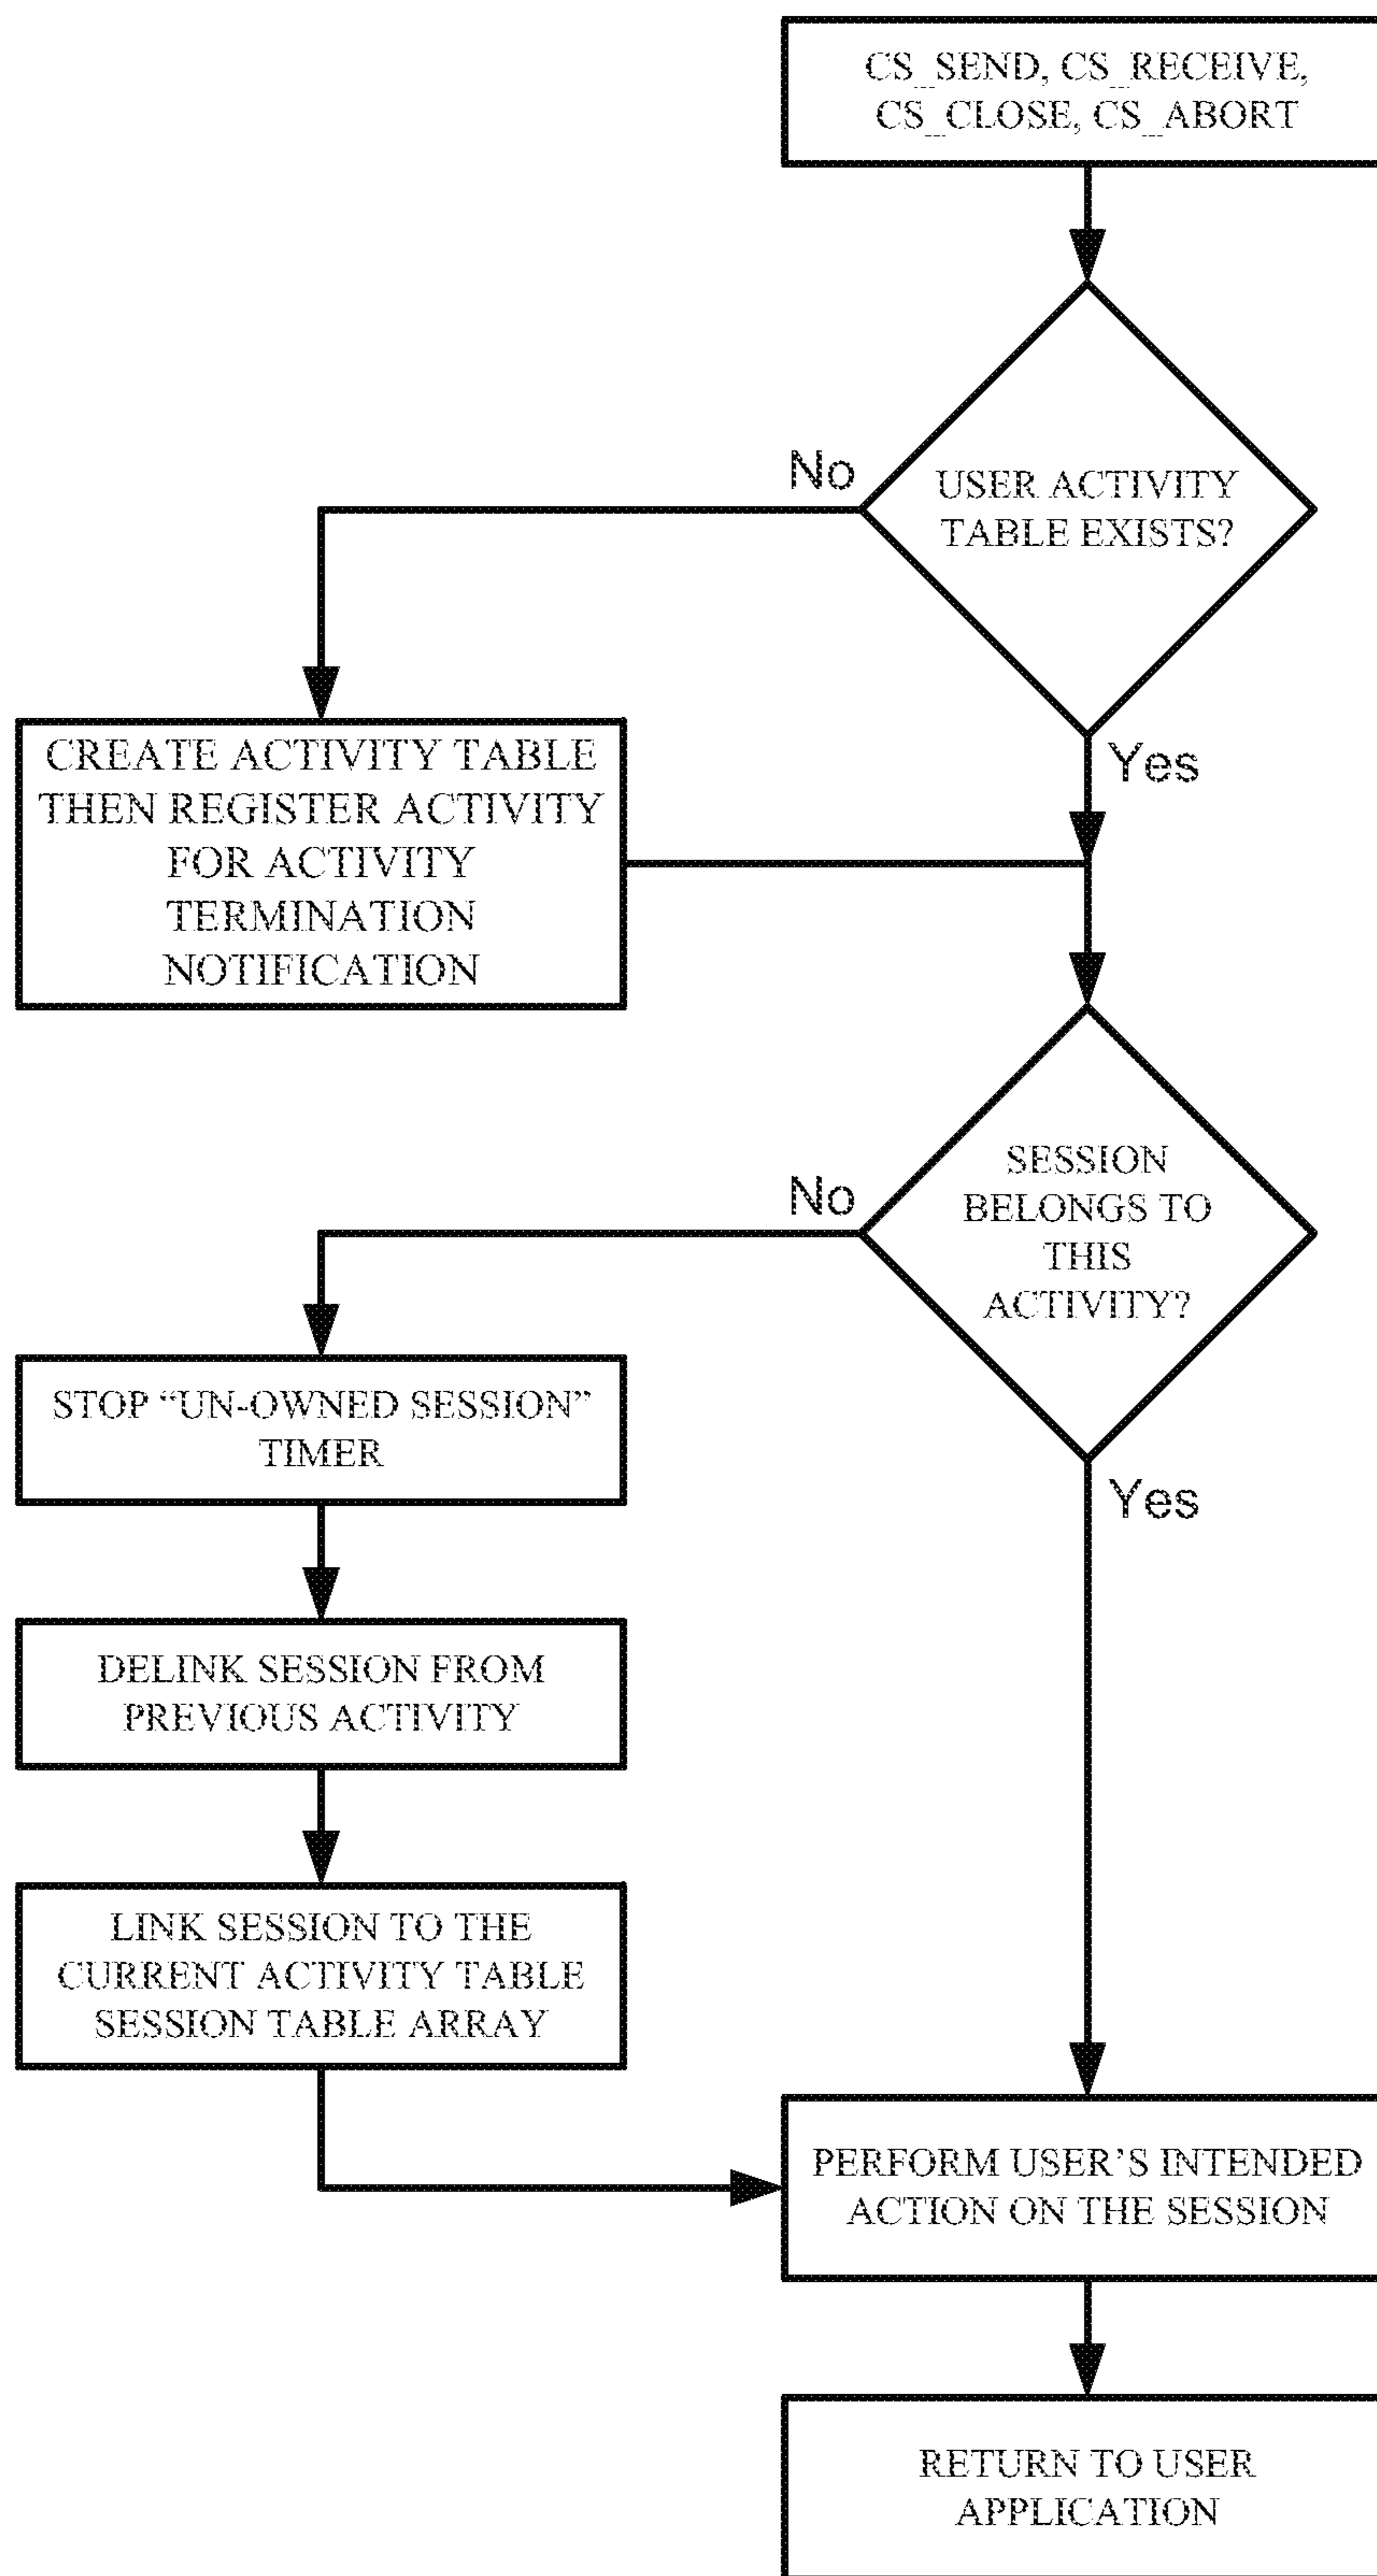 CS_SEND, CS_RECEIVE,
CS_CLOSE, CS_ABORT
No
USER ACTIVITY
TABLE EXISTS?
Yes
CREATE ACTIVITY TABLE
THEN REGISTER ACTIVITY
FOR ACTIVITY
TERMINATION
NOTIFICATION
No
SESSION
BELONGS TO
THIS
ACTIVITY?
Yes
STOP “UN-OWNED SESSION”
TIMER
DELINK SESSION FROM
PREVIOUS ACTIVITY
LINK SESSION TO THE
CURRENT ACTIVITY TABLE
SESSION TABLE ARRAY
PERFORM USER’S INTENDED
ACTION ON THE SESSION
RETURN TO USER
APPLICATION